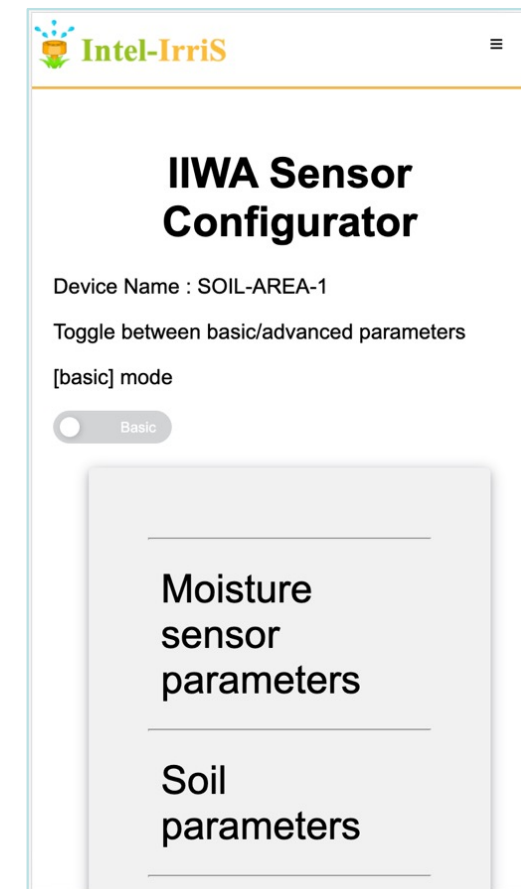 Intel-IrriS
IIWA Sensor
Configurator
Device Name : SOIL-AREA-1
Toggle between basic/advanced parameters
[basic] mode
Basic
Moisture
sensor
parameters
Soil
parameters